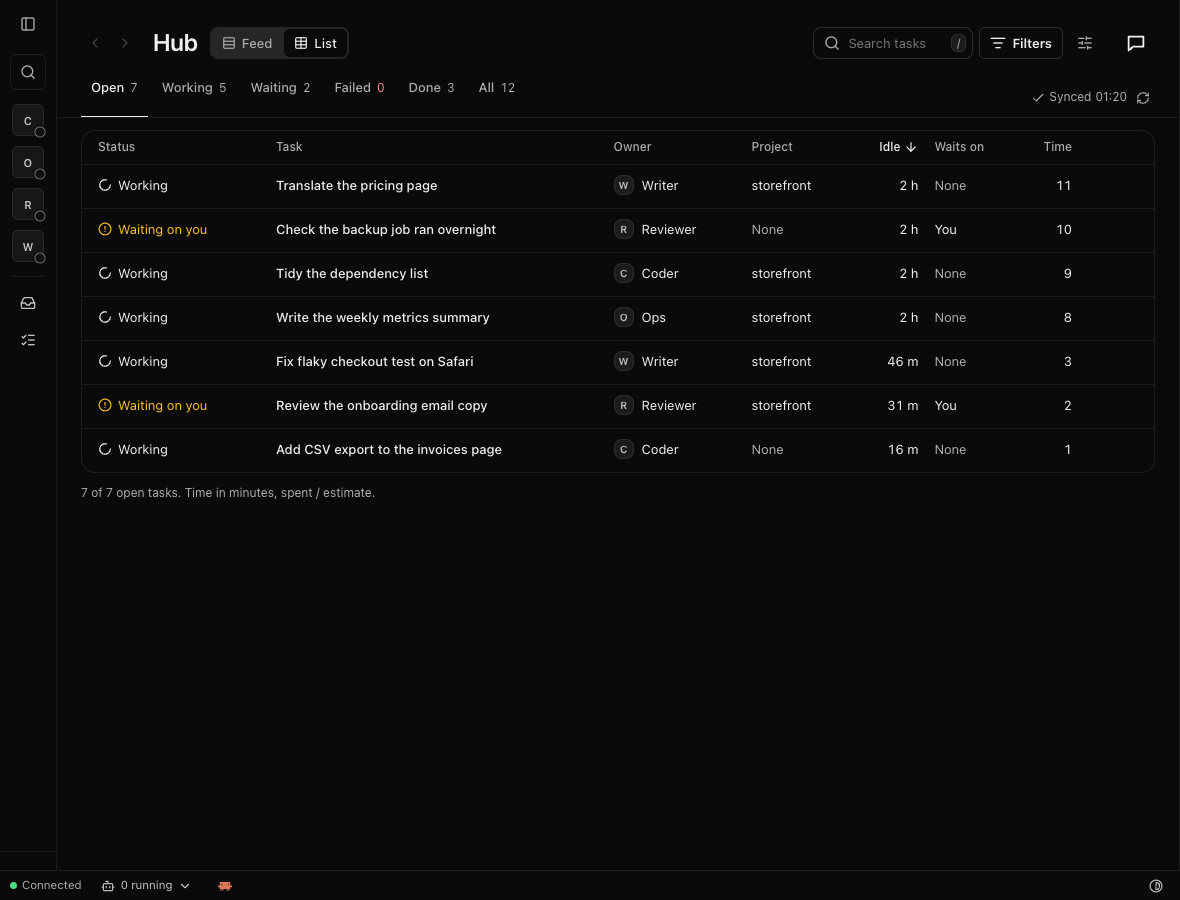 Hub Feed List Search tasks / Filters
Open 7 Working 5 Waiting 2 Failed 0 Done 3 All 12
Synced 01:20
C
O
R
W
Status Task Owner Project Idle Waits on Time
Working Translate the pricing page W Writer storefront 2 h None 11
Waiting on you Check the backup job ran overnight R Reviewer None 2 h You 10
Working Tidy the dependency list C Coder storefront 2 h None 9
Working Write the weekly metrics summary O Ops storefront 2 h None 8
Working Fix flaky checkout test on Safari W Writer storefront 46 m None 3
Waiting on you Review the onboarding email copy R Reviewer storefront 31 m You 2
Working Add CSV export to the invoices page C Coder None 16 m None 1
7 of 7 open tasks. Time in minutes, spent / estimate.
Connected 0 running